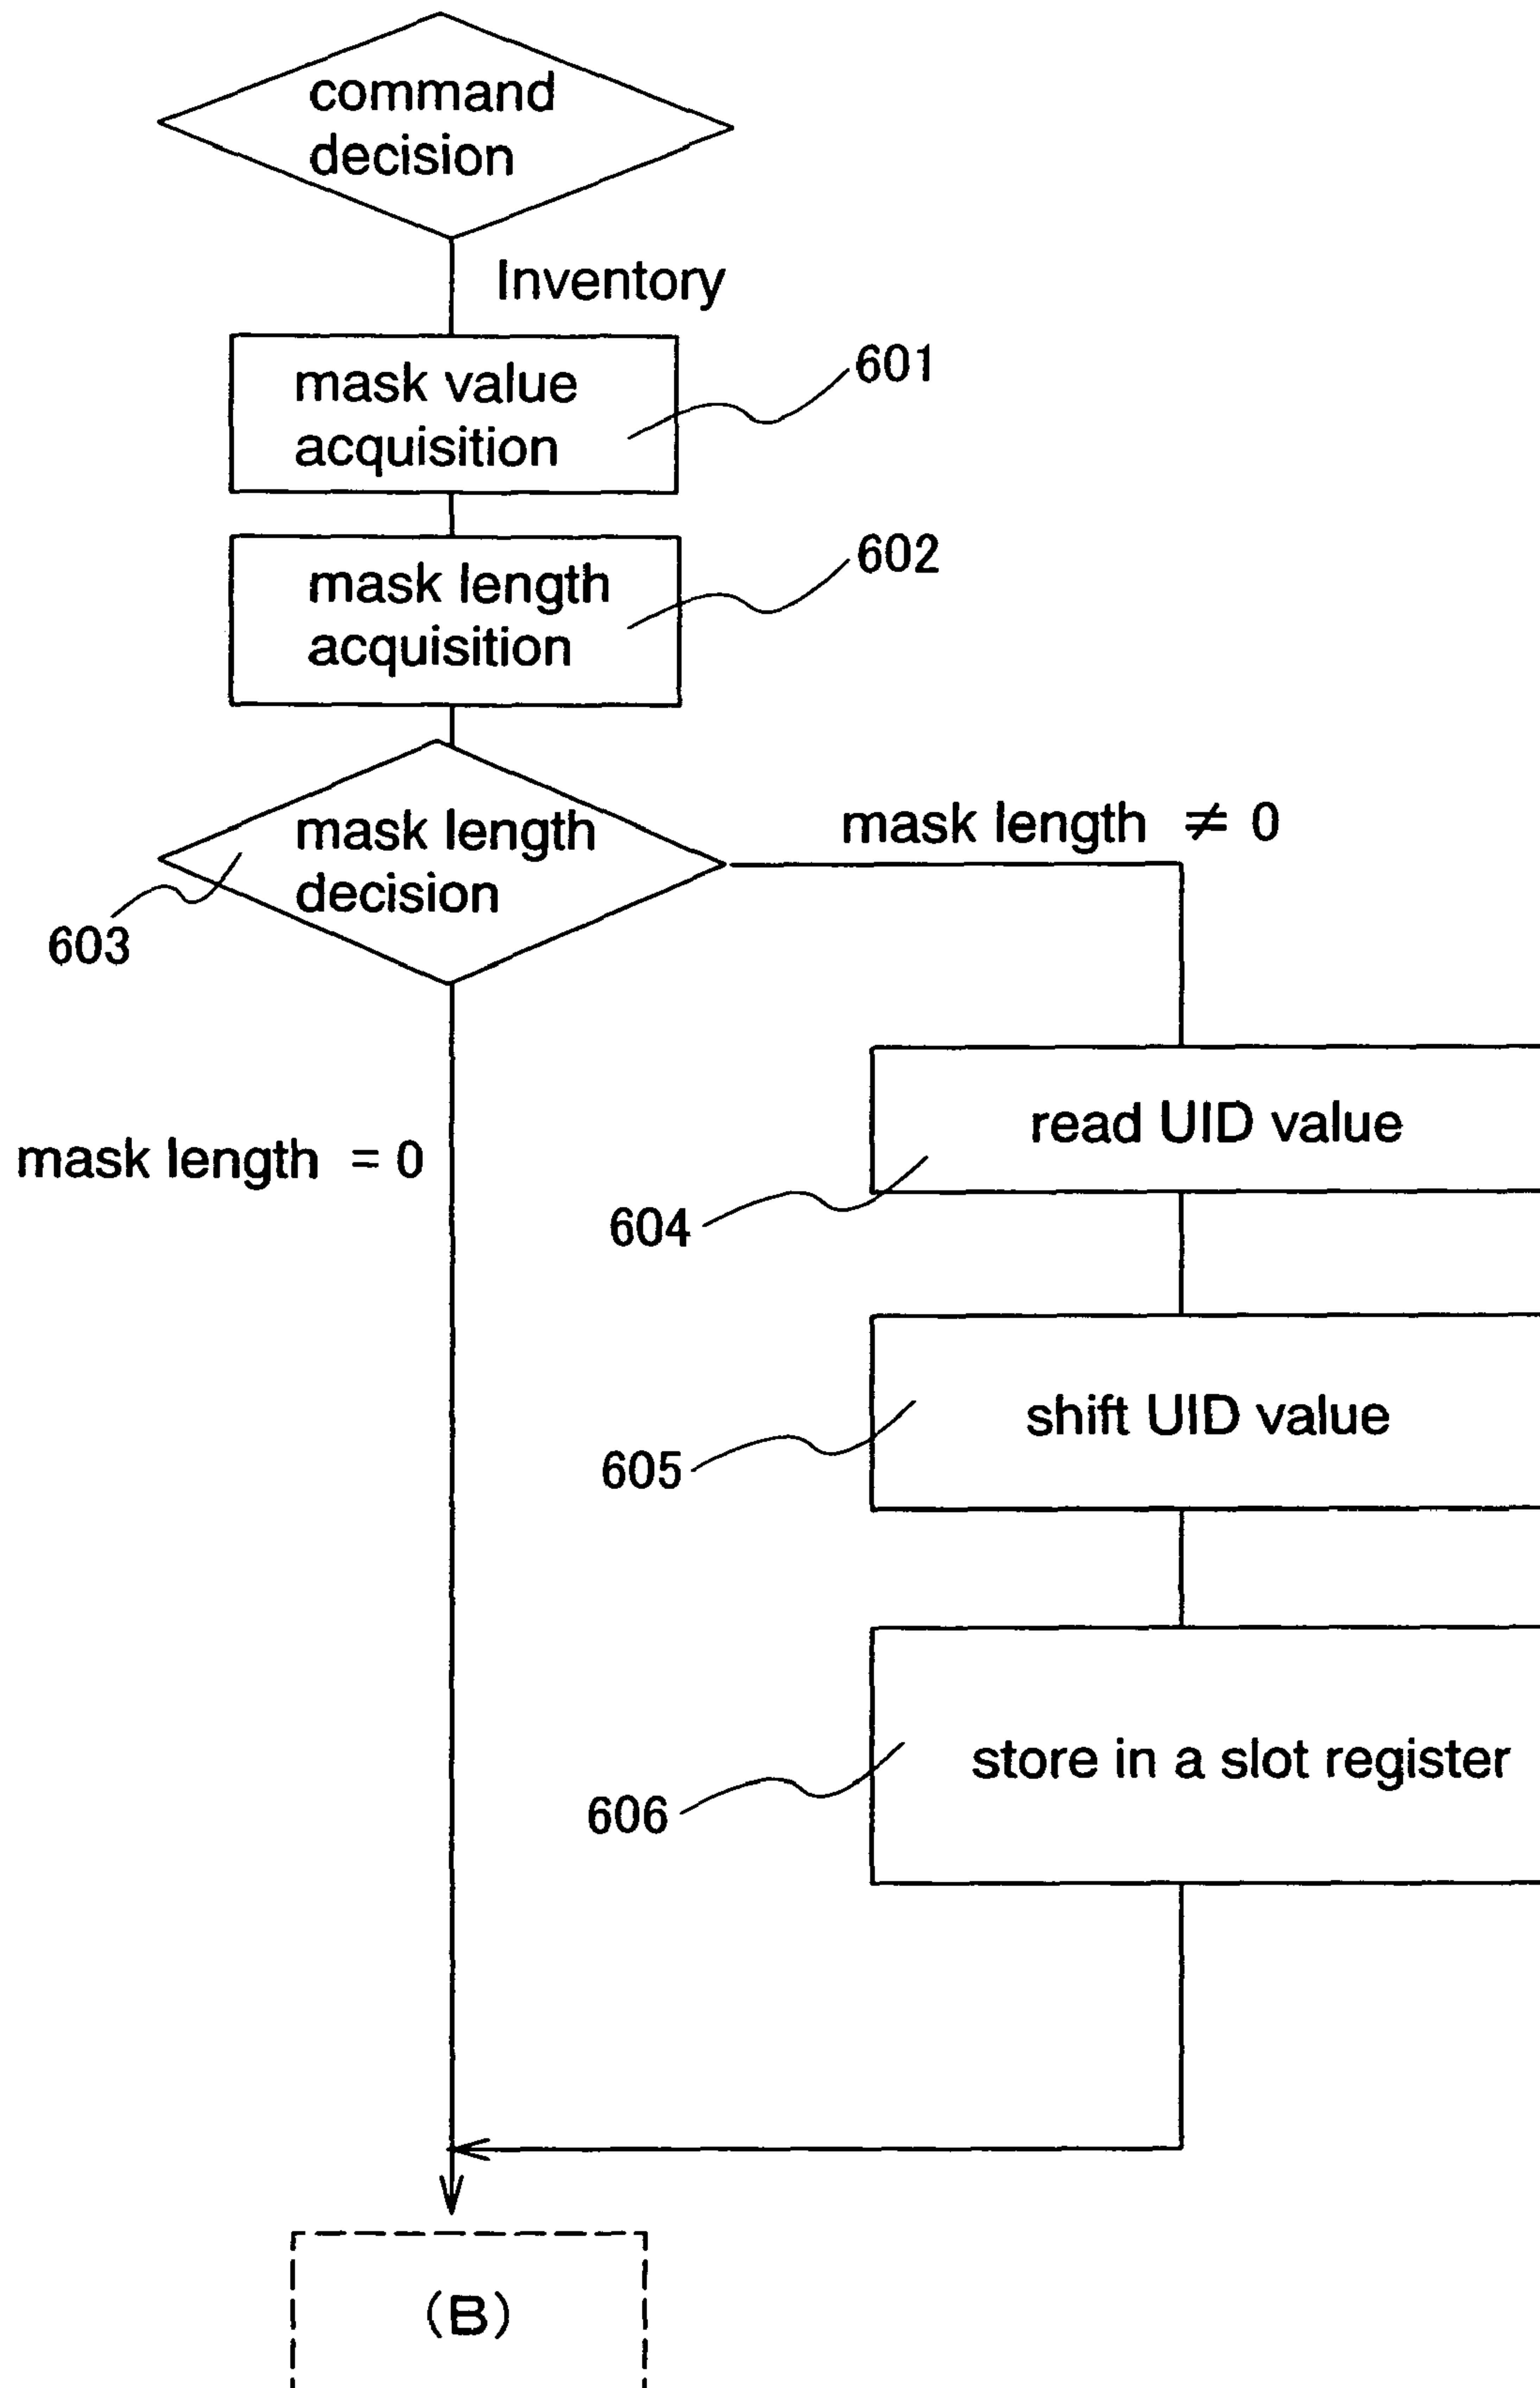 command
decision
Inventory
mask value
acquisition
601
mask length
acquisition
602
mask length
decision
603
mask length ≠ 0
mask length = 0
read UID value
604
shift UID value
605
store in a slot register
606
(B)